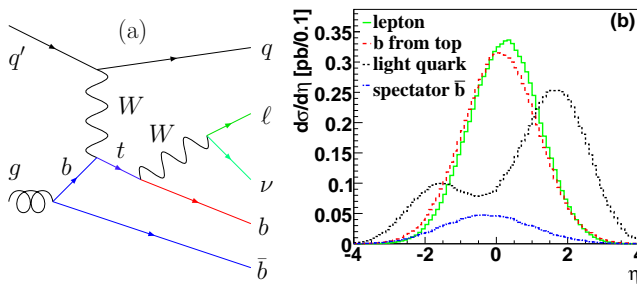 (a)
q'
q
W
W
ℓ
g
b
t
ν
b
b̄
(b)
lepton
b from top
light quark
spectator b̄
dσ/dη [pb/0.1]
0.35
0.3
0.25
0.2
0.15
0.1
0.05
0
-4
-2
0
2
4
η